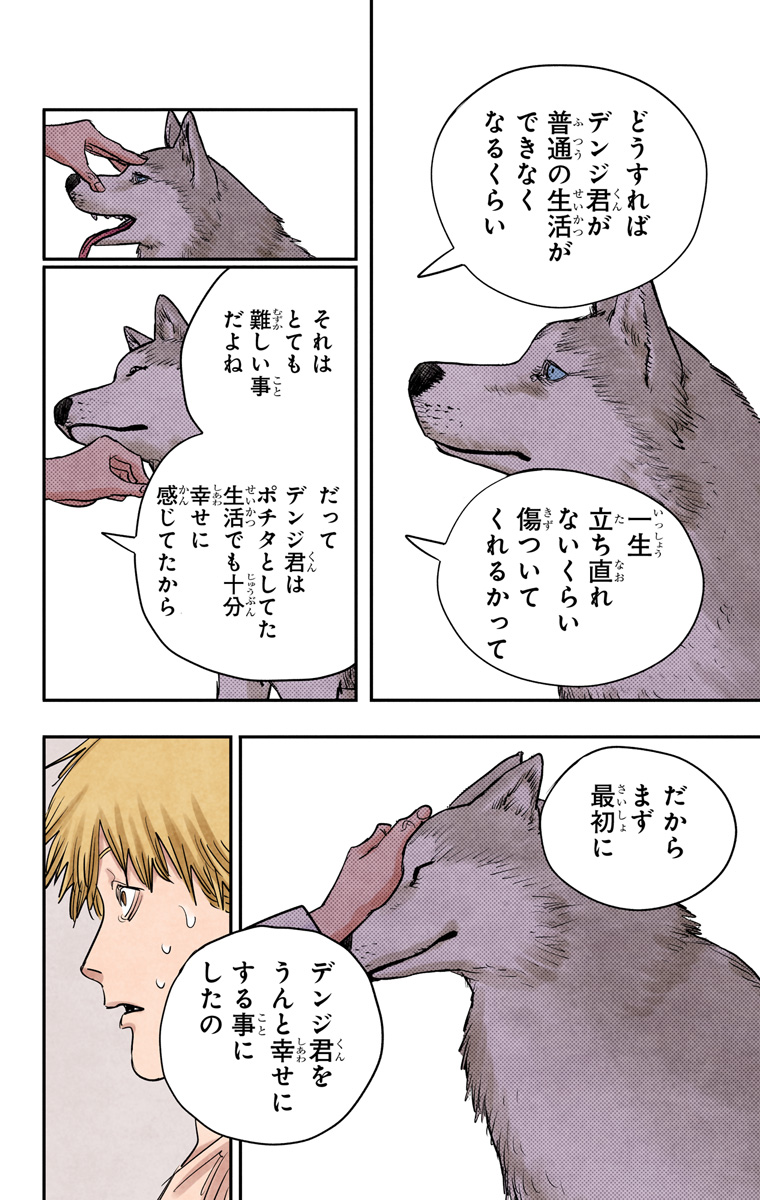 どうすれば
デンジ君が
普通の生活が
できなく
なるくらい
一生
立ち直れ
ないくらい
傷ついて
くれるかって
それは
とても
難しい事
だよね
だって
デンジ君は
ポチタとしてた
生活でも十分
幸せに
感じてたから
だから
まず
最初に
デンジ君を
うんと幸せに
する事に
したの